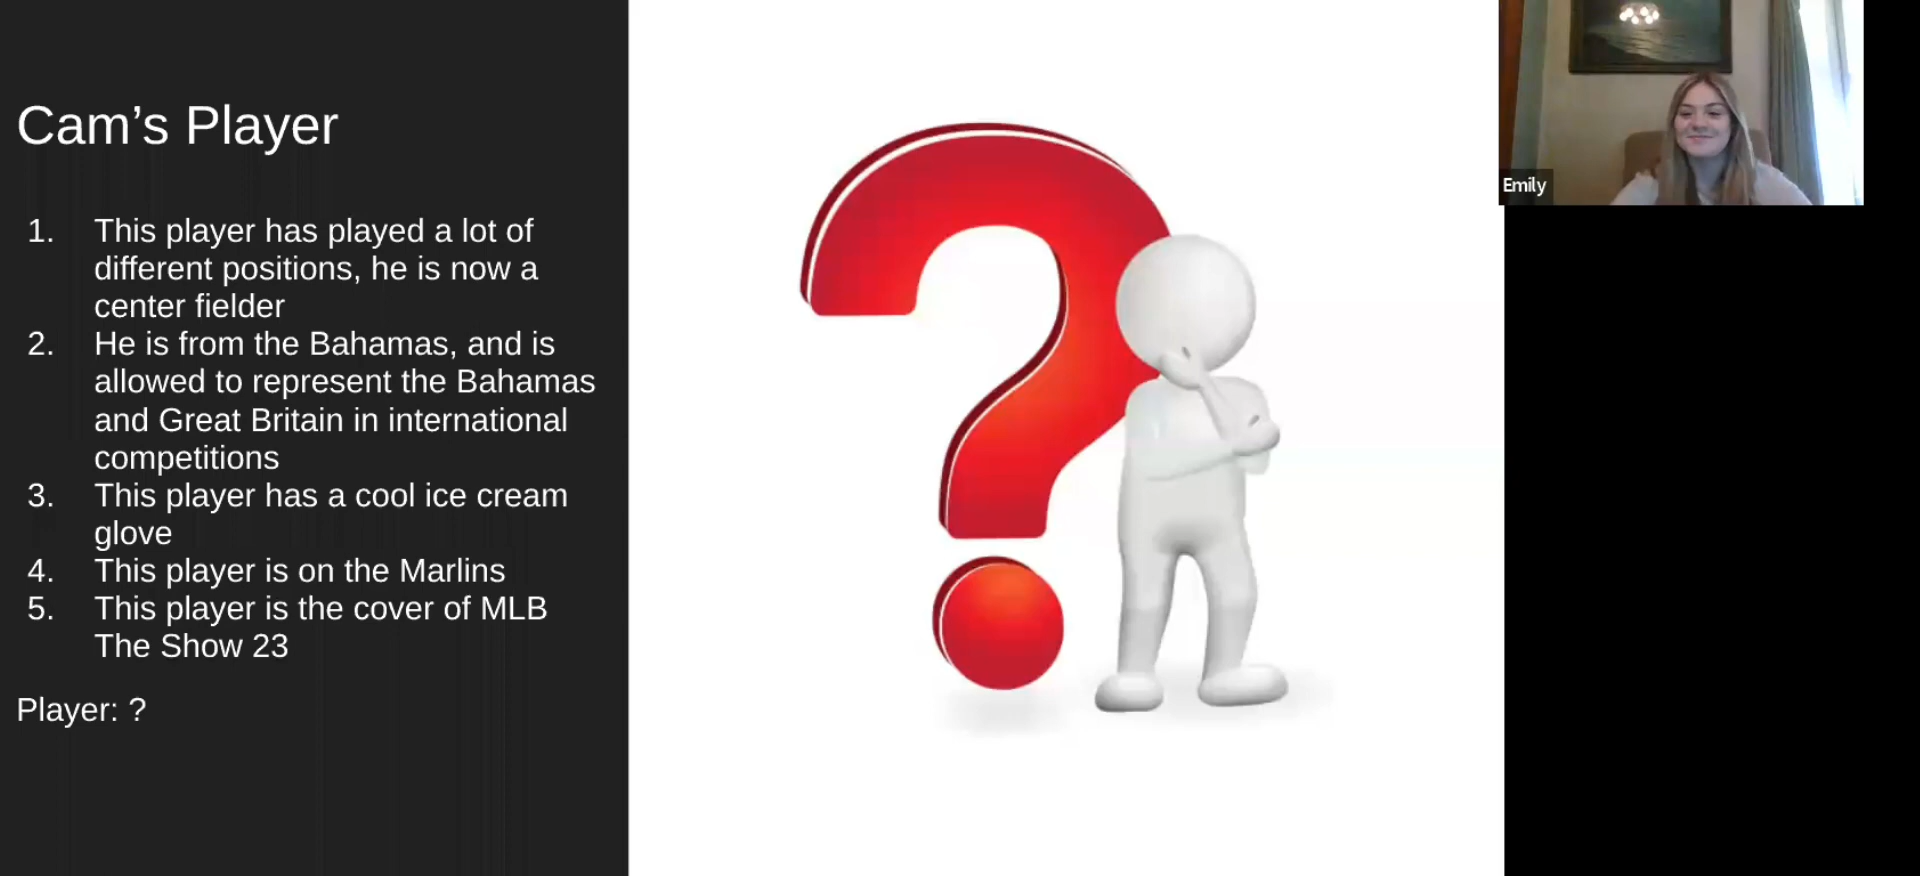 Cam’s Player
1. This player has played a lot of
different positions, he is now a
center fielder
2. He is from the Bahamas, and is
allowed to represent the Bahamas
and Great Britain in international
competitions
3. This player has a cool ice cream
glove
4. This player is on the Marlins
5. This player is the cover of MLB
The Show 23
Player: ?
Emily